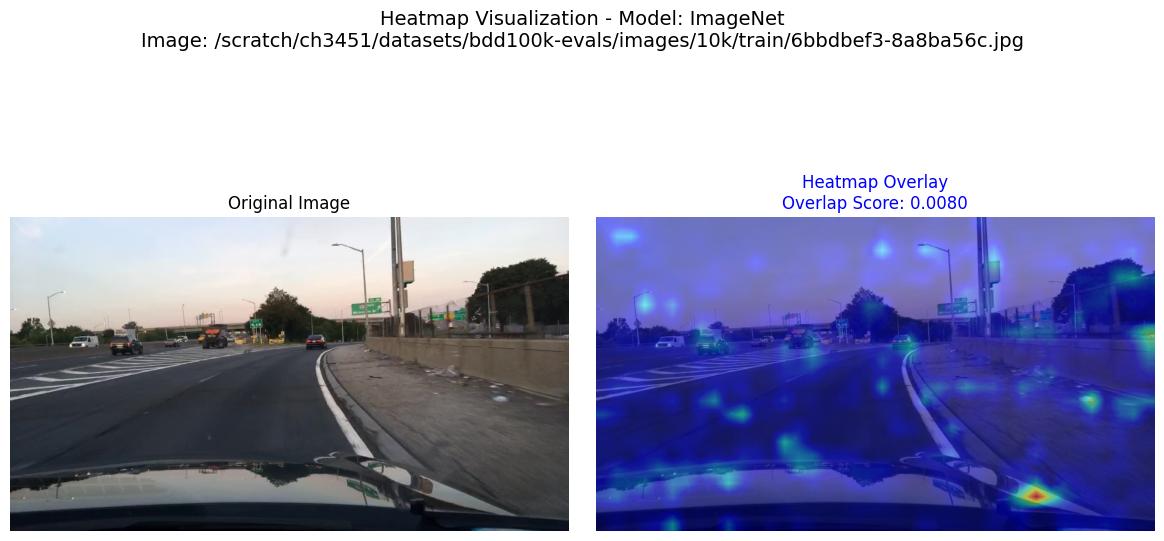 Heatmap Visualization - Model: ImageNet
Image: /scratch/ch3451/datasets/bdd100k-evals/images/10k/train/6bbdbef3-8a8ba56c.jpg
Original Image
Heatmap Overlay
Overlap Score: 0.0080